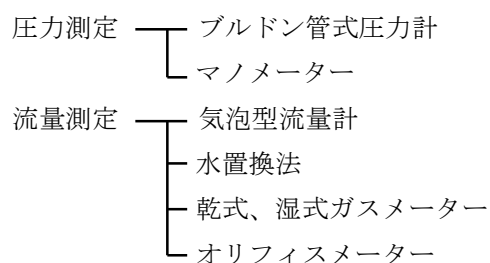 圧力測定 ブルドン管式圧力計
マノメーター
流量測定 気泡型流量計
水置換法
乾式、湿式ガスメーター
オリフィスメーター